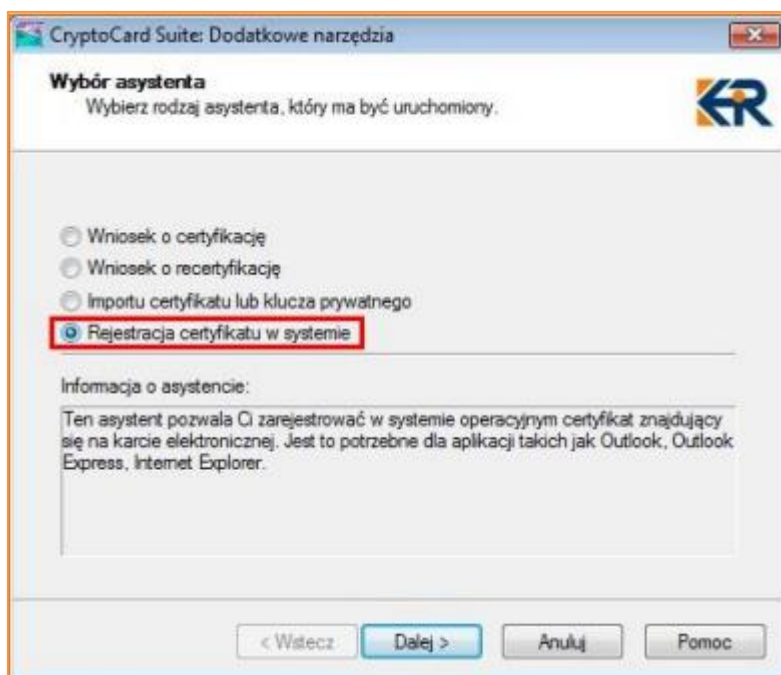 CryptoCard Suite: Dodatkowe narzędzia
Wybór asystenta
Wybierz rodzaj asystenta, który ma być uruchomiony.
KIR
Wniosek o certyfikację
Wniosek o recertyfikację
Importu certyfikatu lub klucza prywatnego
Rejestracja certyfikatu w systemie
Informacja o asystencie:
Ten asystent pozwala Ci zarejestrować w systemie operacyjnym certyfikat znajdujący
się na karcie elektronicznej. Jest to potrzebne dla aplikacji takich jak Outlook, Outlook
Express, Internet Explorer.
< Wstecz
Dalej >
Anuluj
Pomoc